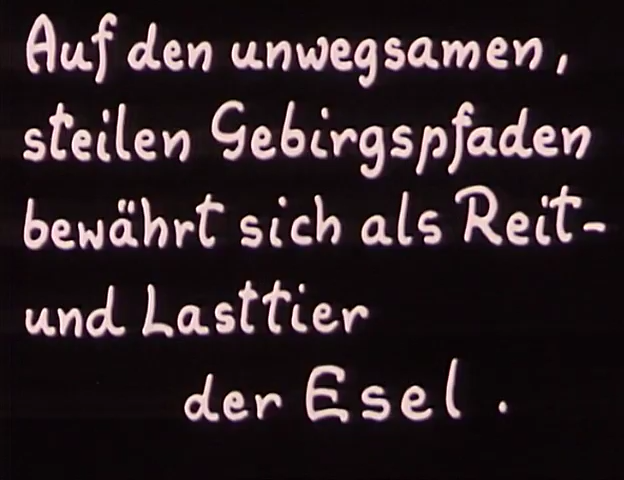 Auf den unwegsamen,
steilen Gebirgspfaden
bewährt sich als Reit-
und Lasttier
der Esel.